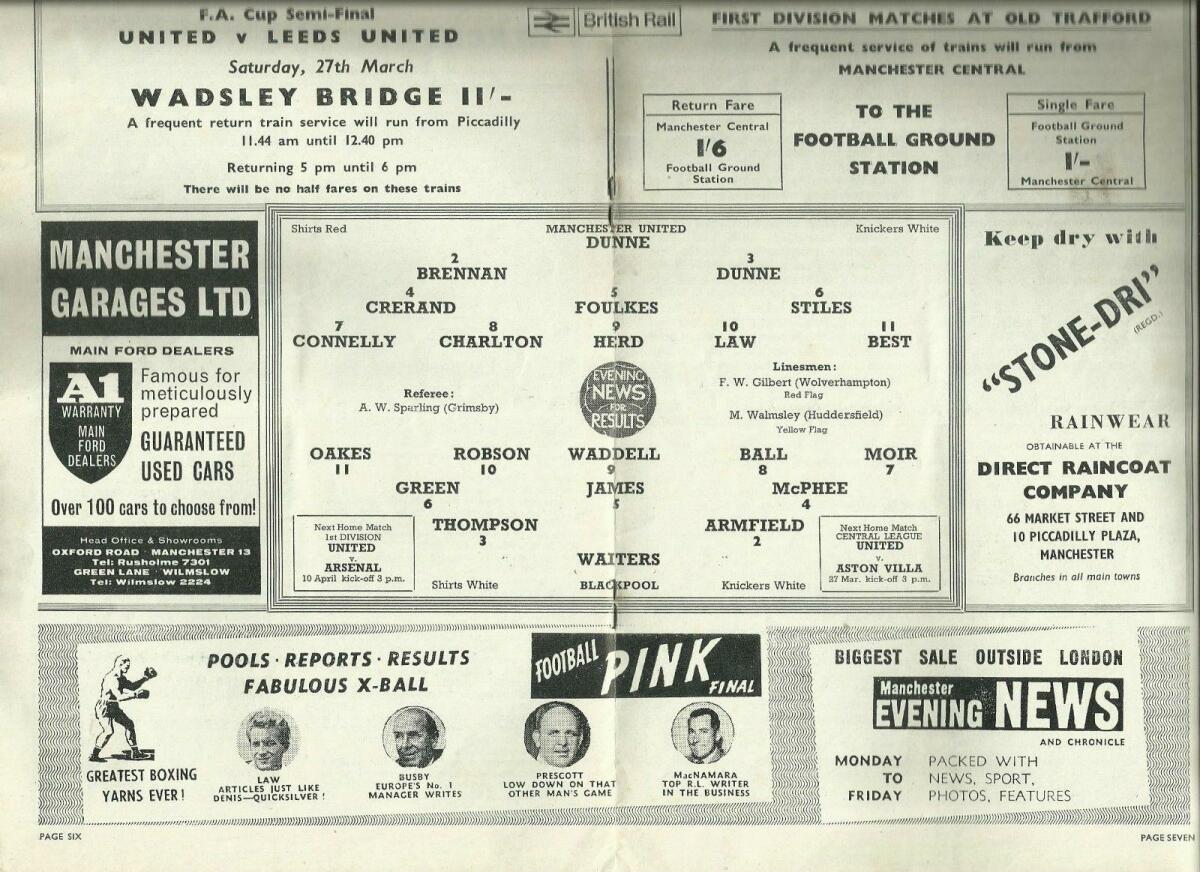 F.A. Cup Semi-Final
UNITED v LEEDS UNITED
Saturday, 27th March
WADSLEY BRIDGE 11/-
A frequent return train service will run from Piccadilly
11.44 am until 12.40 pm
Returning 5 pm until 6 pm
There will be no half fares on these trains
British Rail
FIRST DIVISION MATCHES AT OLD TRAFFORD
A frequent service of trains will run from
MANCHESTER CENTRAL
Return Fare
Manchester Central
1/6
Football Ground
Station
TO THE
FOOTBALL GROUND
STATION
Single Fare
Football Ground
Station
1/-
Manchester Central
MANCHESTER
GARAGES LTD
MAIN FORD DEALERS
A1
WARRANTY
MAIN
FORD
DEALERS
Famous for
meticulously
prepared
GUARANTEED
USED CARS
Over 100 cars to choose from!
Head Office & Showrooms
OXFORD ROAD · MANCHESTER 13
Tel: Rusholme 7301
GREEN LANE · WILMSLOW
Tel: Wilmslow 2224
Shirts Red
MANCHESTER UNITED
Knickers White
DUNNE
2 3
BRENNAN DUNNE
4 5 6
CRERAND FOULKES STILES
7 8 9 10 11
CONNELLY CHARLTON HERD LAW BEST
Referee:
A. W. Sparling (Grimsby)
EVENING
NEWS
FOR
RESULTS
Linesmen:
F. W. Gilbert (Wolverhampton)
Red Flag
M. Walmsley (Huddersfield)
Yellow Flag
OAKES ROBSON WADDELL BALL MOIR
11 10 9 8 7
GREEN JAMES McPHEE
6 5 4
THOMPSON ARMFIELD
3 2
WAITERS
Shirts White
BLACKPOOL
Knickers White
Next Home Match
1st DIVISION
UNITED
v.
ARSENAL
10 April kick-off 3 p.m.
Next Home Match
CENTRAL LEAGUE
UNITED
v.
ASTON VILLA
27 Mar. kick-off 3 p.m.
Keep dry with
"STONE-DRI"
(REGD.)
RAINWEAR
OBTAINABLE AT THE
DIRECT RAINCOAT
COMPANY
66 MARKET STREET AND
10 PICCADILLY PLAZA,
MANCHESTER
Branches in all main towns
GREATEST BOXING
YARNS EVER!
POOLS · REPORTS · RESULTS
FABULOUS X-BALL
FOOTBALL PINK FINAL
LAW
ARTICLES JUST LIKE
DENIS—QUICKSILVER!
BUSBY
EUROPE'S No. 1
MANAGER WRITES
PRESCOTT
LOW DOWN ON THAT
OTHER MAN'S GAME
MacNAMARA
TOP R.L. WRITER
IN THE BUSINESS
BIGGEST SALE OUTSIDE LONDON
Manchester
EVENING NEWS
AND CHRONICLE
MONDAY PACKED WITH
TO NEWS, SPORT,
FRIDAY PHOTOS, FEATURES
PAGE SIX
PAGE SEVEN